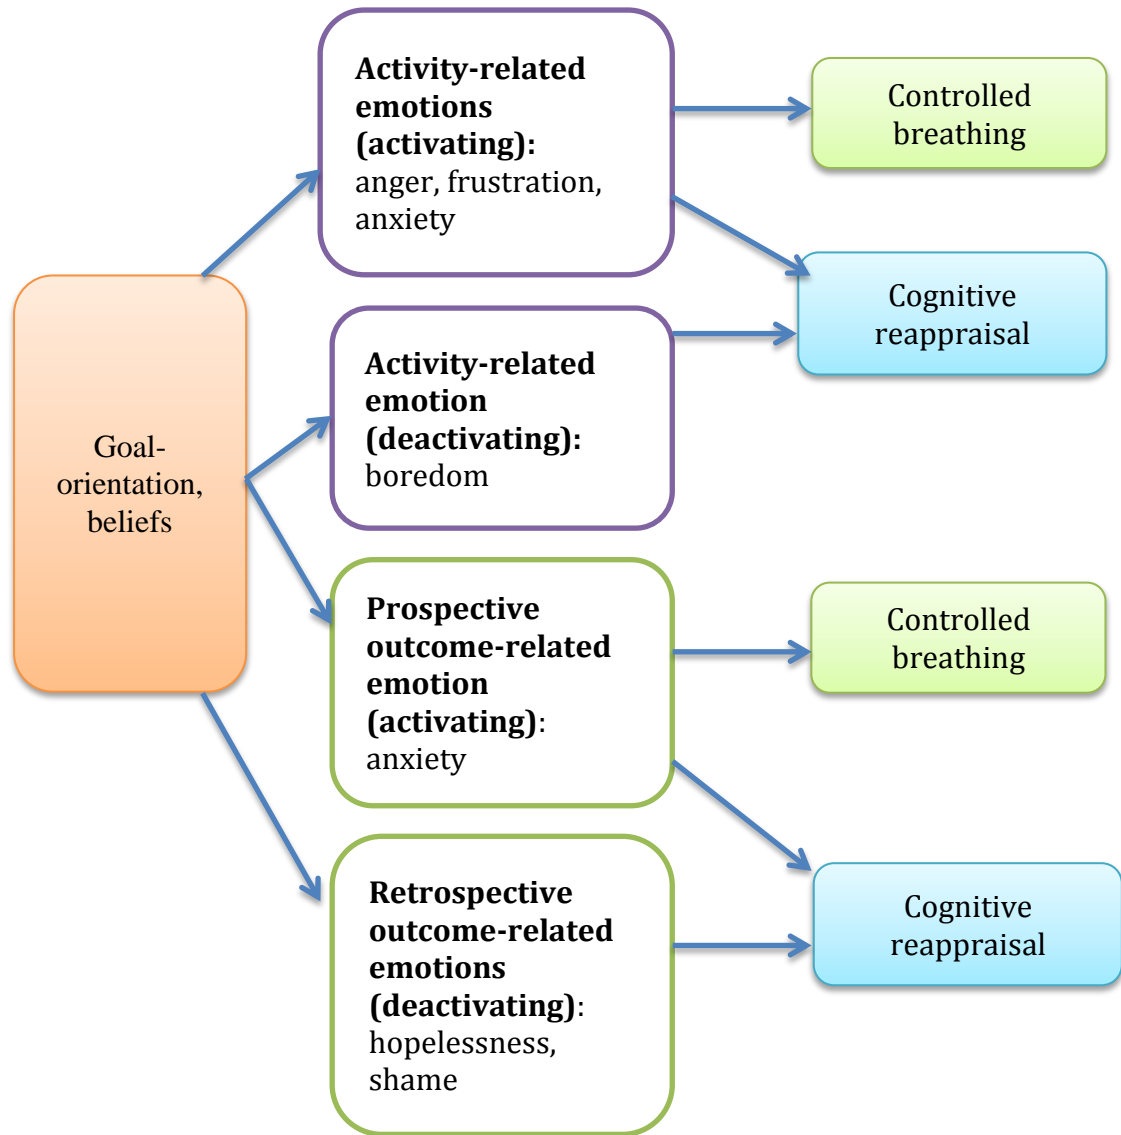 Goal-
orientation,
beliefs
Activity-related
emotions
(activating):
anger, frustration,
anxiety
Activity-related
emotion
(deactivating):
boredom
Prospective
outcome-related
emotion
(activating):
anxiety
Retrospective
outcome-related
emotions
(deactivating):
hopelessness,
shame
Controlled
breathing
Cognitive
reappraisal
Controlled
breathing
Cognitive
reappraisal